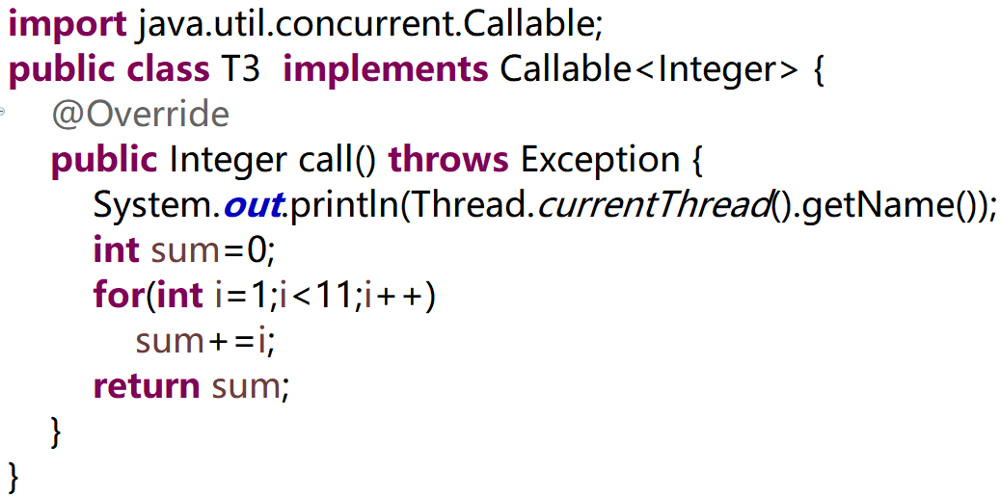 import java.util.concurrent.Callable;
public class T3  implements Callable<Integer> {
    @Override
    public Integer call() throws Exception {
        System.out.println(Thread.currentThread().getName());
        int sum=0;
        for(int i=1;i<11;i++)
            sum+=i;
        return sum;
    }
}